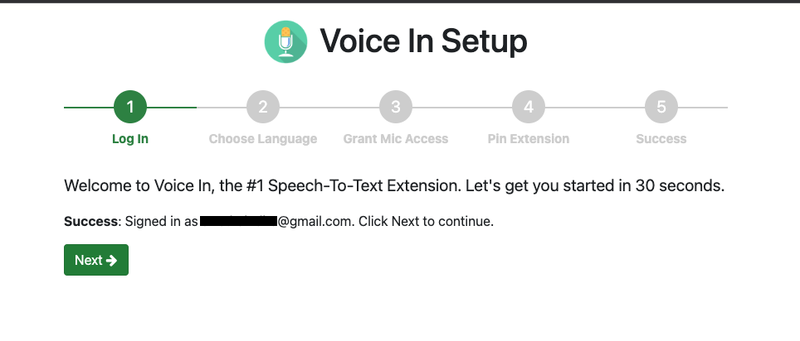 Voice In Setup
1 2 3 4 5
Log In Choose Language Grant Mic Access Pin Extension Success
Welcome to Voice In, the #1 Speech-To-Text Extension. Let's get you started in 30 seconds.
Success: Signed in as @gmail.com. Click Next to continue.
Next →